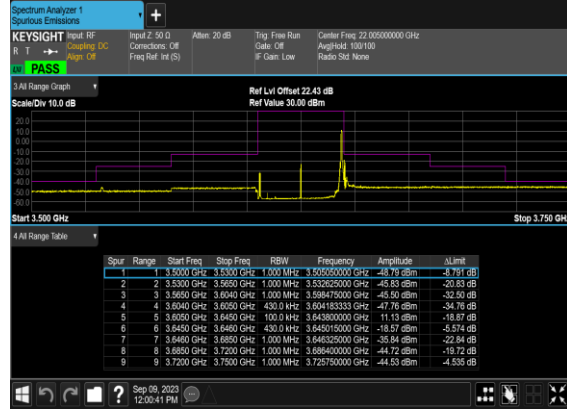 Spectrum Analyzer 1
Spurious Emissions
+
KEYSIGHT Input: RF Input Z: 50 Ω Atten: 20 dB Trig: Free Run Center Freq: 22.005000000 GHz
R T Coupling: DC Corrections: Off Gate: Off Avg|Hold: 100/100
Align: Off Freq Ref: Int (S) IF Gain: Low Radio Std: None
PASS
3 All Range Graph
Ref Lvl Offset 22.43 dB
Scale/Div 10.0 dB Ref Value 30.00 dBm
20.0
10.0
0.00
-10.0
-20.0
-30.0
-40.0
-50.0
-60.0
Start 3.500 GHz Stop 3.750 GHz
4 All Range Table
Spur Range Start Freq Stop Freq RBW Frequency Amplitude ΔLimit
1 1 3.5000 GHz 3.5300 GHz 1.000 MHz 3.505050000 GHz -48.79 dBm -8.791 dB
2 2 3.5300 GHz 3.5650 GHz 1.000 MHz 3.532625000 GHz -45.83 dBm -20.83 dB
3 3 3.5650 GHz 3.6040 GHz 1.000 MHz 3.598475000 GHz -45.50 dBm -32.50 dB
4 4 3.6040 GHz 3.6050 GHz 430.0 kHz 3.604183333 GHz -47.76 dBm -34.76 dB
5 5 3.6050 GHz 3.6450 GHz 100.0 kHz 3.643800000 GHz 11.13 dBm -18.87 dB
6 6 3.6450 GHz 3.6460 GHz 430.0 kHz 3.645015000 GHz -18.57 dBm -5.574 dB
7 7 3.6460 GHz 3.6850 GHz 1.000 MHz 3.646325000 GHz -35.84 dBm -22.84 dB
8 8 3.6850 GHz 3.7200 GHz 1.000 MHz 3.686400000 GHz -44.72 dBm -19.72 dB
9 9 3.7200 GHz 3.7500 GHz 1.000 MHz 3.725750000 GHz -44.53 dBm -4.535 dB
? Sep 09, 2023
12:00:41 PM